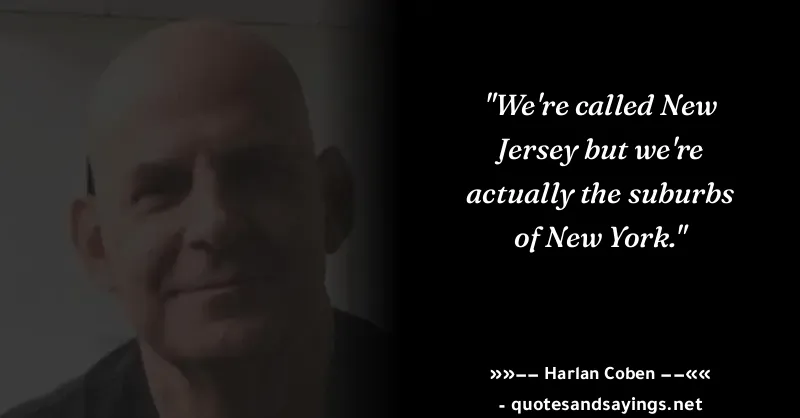 "We're called New
Jersey but we're
actually the suburbs
of New York."
»»−− Harlan Coben −−««
- quotesandsayings.net